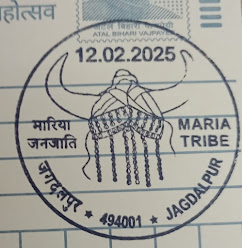 होत्सव
ATAL BIHARI VAJPAYEE
12.02.2025
मारिया
जनजाति
MARIA
TRIBE
जगदलपुर ★ 494001 ★ JAGDALPUR